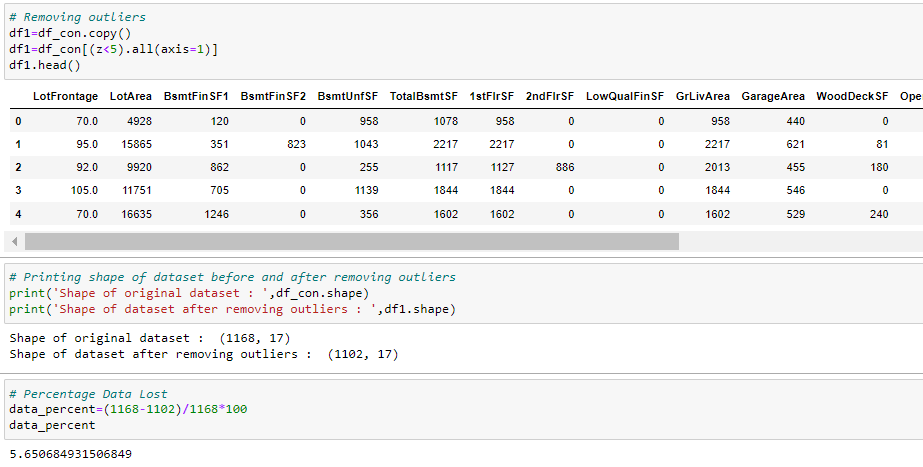 # Removing outliers
df1=df_con.copy()
df1=df_con[(z<5).all(axis=1)]
df1.head()
LotFrontage LotArea BsmtFinSF1 BsmtFinSF2 BsmtUnfSF TotalBsmtSF 1stFlrSF 2ndFlrSF LowQualFinSF GrLivArea GarageArea WoodDeckSF Ope
0 70.0 4928 120 0 958 1078 958 0 0 958 440 0
1 95.0 15865 351 823 1043 2217 2217 0 0 2217 621 81
2 92.0 9920 862 0 255 1117 1127 886 0 2013 455 180
3 105.0 11751 705 0 1139 1844 1844 0 0 1844 546 0
4 70.0 16635 1246 0 356 1602 1602 0 0 1602 529 240
# Printing shape of dataset before and after removing outliers
print('Shape of original dataset : ',df_con.shape)
print('Shape of dataset after removing outliers : ',df1.shape)
Shape of original dataset :  (1168, 17)
Shape of dataset after removing outliers :  (1102, 17)
# Percentage Data Lost
data_percent=(1168-1102)/1168*100
data_percent
5.650684931506849